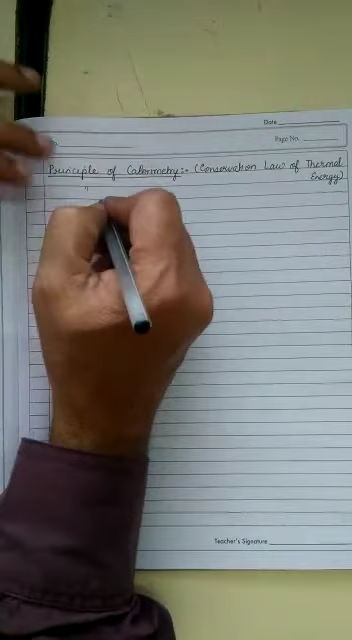 Date
Page No.
Principle of Calorimetry:- (Conservation Law of Thermal
Energy)
"
Teacher's Signature